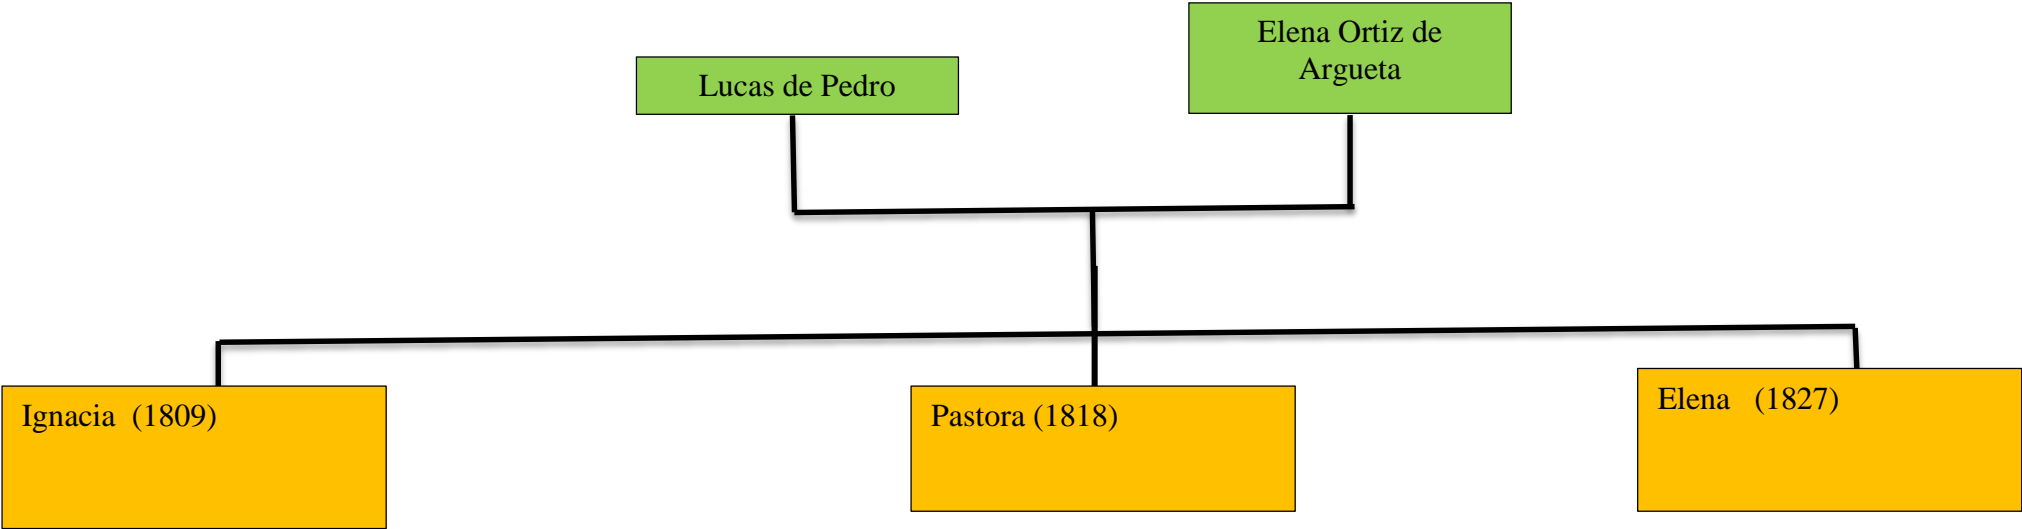 Elena Ortiz de
Argueta
Lucas de Pedro
Ignacia  (1809)
Pastora (1818)
Elena   (1827)